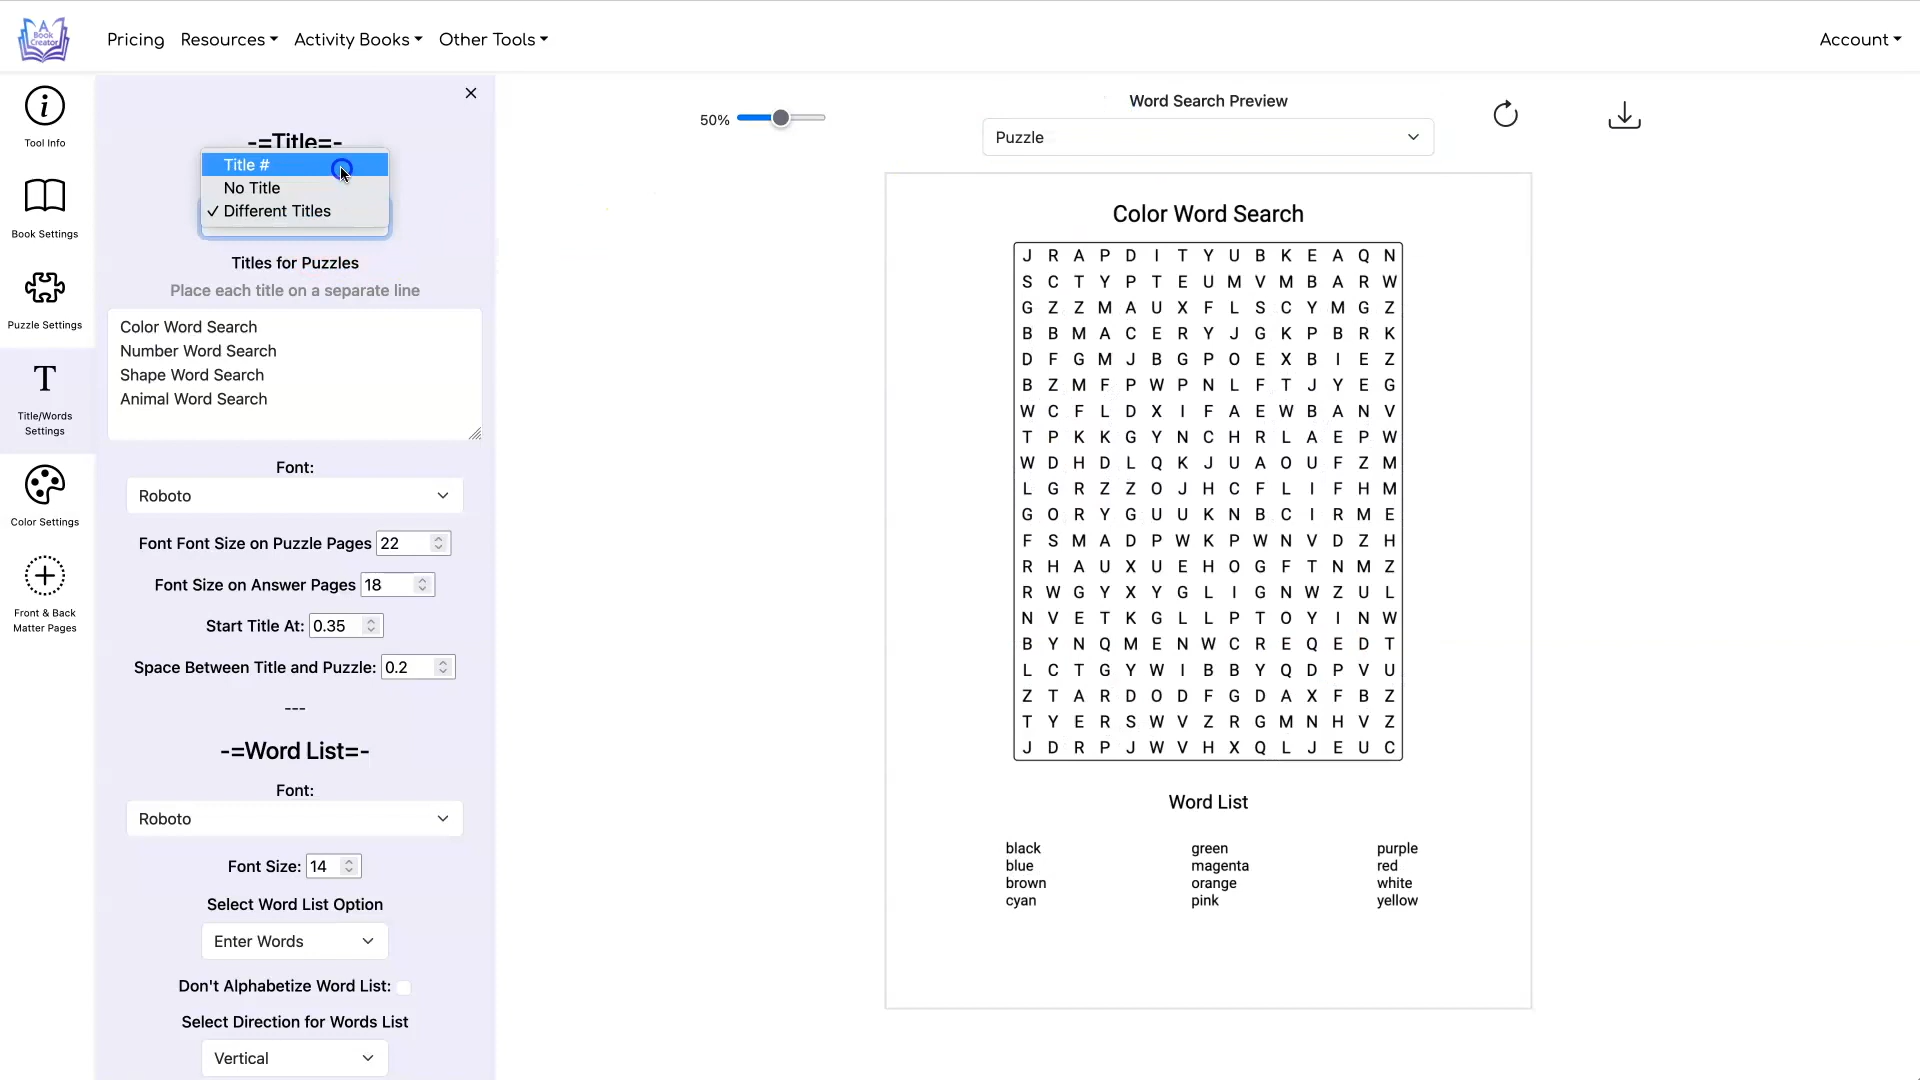 A
Book
Creator
Pricing
Resources
Activity Books
Other Tools
Account
Tool Info
Book Settings
Puzzle Settings
T
Title/Words
Settings
Color Settings
Front & Back
Matter Pages
-=Title=-
Title #
No Title
✓ Different Titles
Titles for Puzzles
Place each title on a separate line
Color Word Search
Number Word Search
Shape Word Search
Animal Word Search
Font:
Roboto
Font Font Size on Puzzle Pages 22
Font Size on Answer Pages 18
Start Title At: 0.35
Space Between Title and Puzzle: 0.2
---
-=Word List=-
Font:
Roboto
Font Size: 14
Select Word List Option
Enter Words
Don't Alphabetize Word List:
Select Direction for Words List
Vertical
50%
Word Search Preview
Puzzle
Color Word Search
J R A P D I T Y U B K E A Q N
S C T Y P T E U M V M B A R W
G Z Z M A U X F L S C Y M G Z
B B M A C E R Y J G K P B R K
D F G M J B G P O E X B I E Z
B Z M F P W P N L F T J Y E G
W C F L D X I F A E W B A N V
T P K K G Y N C H R L A E P W
W D H D L Q K J U A O U F Z M
L G R Z Z O J H C F L I F H M
G O R Y G U U K N B C I R M E
F S M A D P W K P W N V D Z H
R H A U X U E H O G F T N M Z
R W G Y X Y G L I G N W Z U L
N V E T K G L L P T O Y I N W
B Y N Q M E N W C R E Q E D T
L C T G Y W I B B Y Q D P V U
Z T A R D O D F G D A X F B Z
T Y E R S W V Z R G M N H V Z
J D R P J W V H X Q L J E U C
Word List
black green purple
blue magenta red
brown orange white
cyan pink yellow